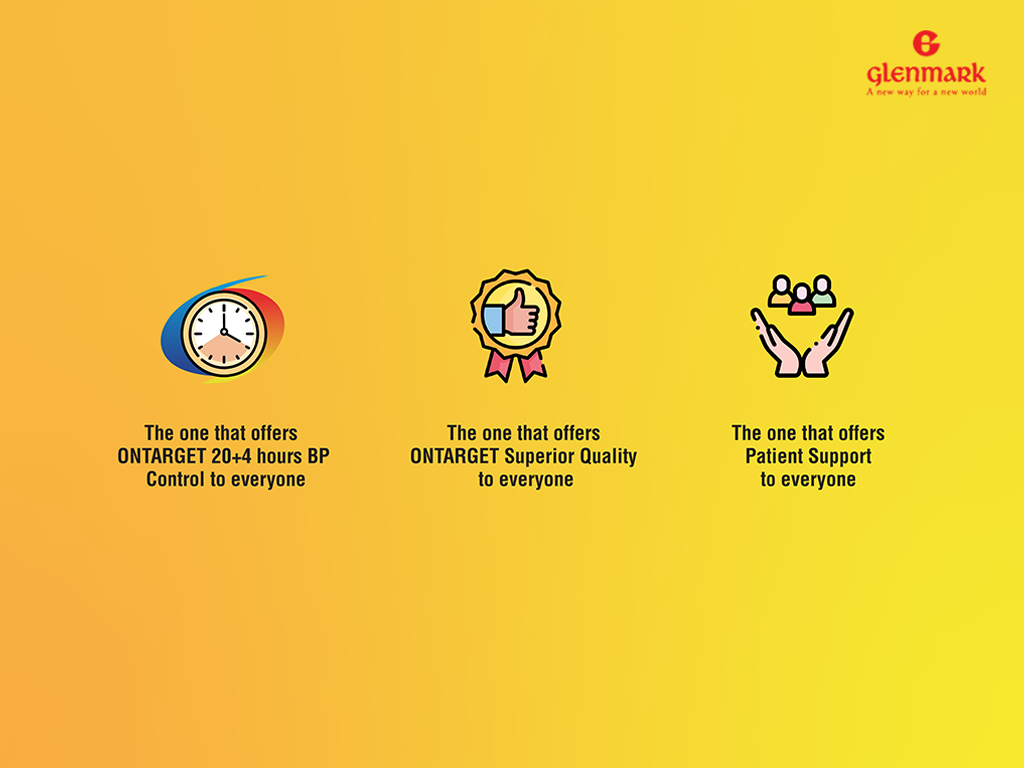 glenmark
A new way for a new world
The one that offers
ONTARGET 20+4 hours BP
Control to everyone
The one that offers
ONTARGET Superior Quality
to everyone
The one that offers
Patient Support
to everyone